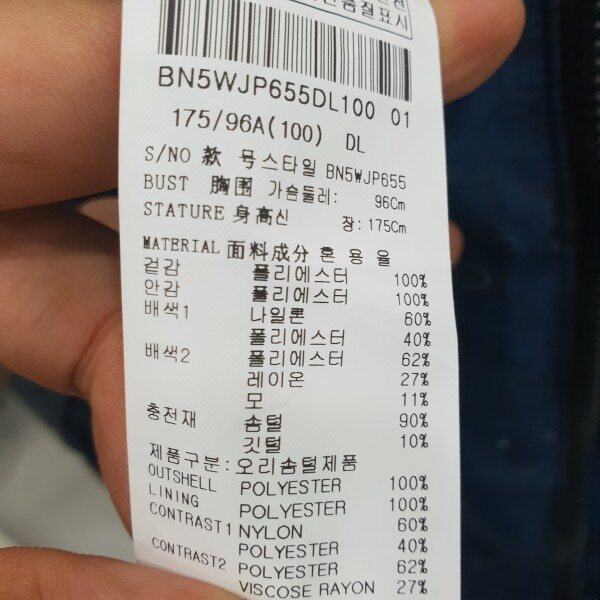 품질표시
BN5WJP655DL100 01
175/96A(100) DL
S/NO 款 号 스타일 BN5WJP655
BUST 胸围 가슴둘레: 96Cm
STATURE 身高신 장: 175Cm
MATERIAL 面料成分 혼 용 율
겉감 폴리에스터 100%
안감 폴리에스터 100%
배색1 나일론 60%
폴리에스터 40%
배색2 폴리에스터 62%
레이온 27%
모 11%
충전재 솜털 90%
깃털 10%
제품구분: 오리솜털제품
OUTSHELL POLYESTER 100%
LINING POLYESTER 100%
CONTRAST1 NYLON 60%
POLYESTER 40%
CONTRAST2 POLYESTER 62%
VISCOSE RAYON 27%